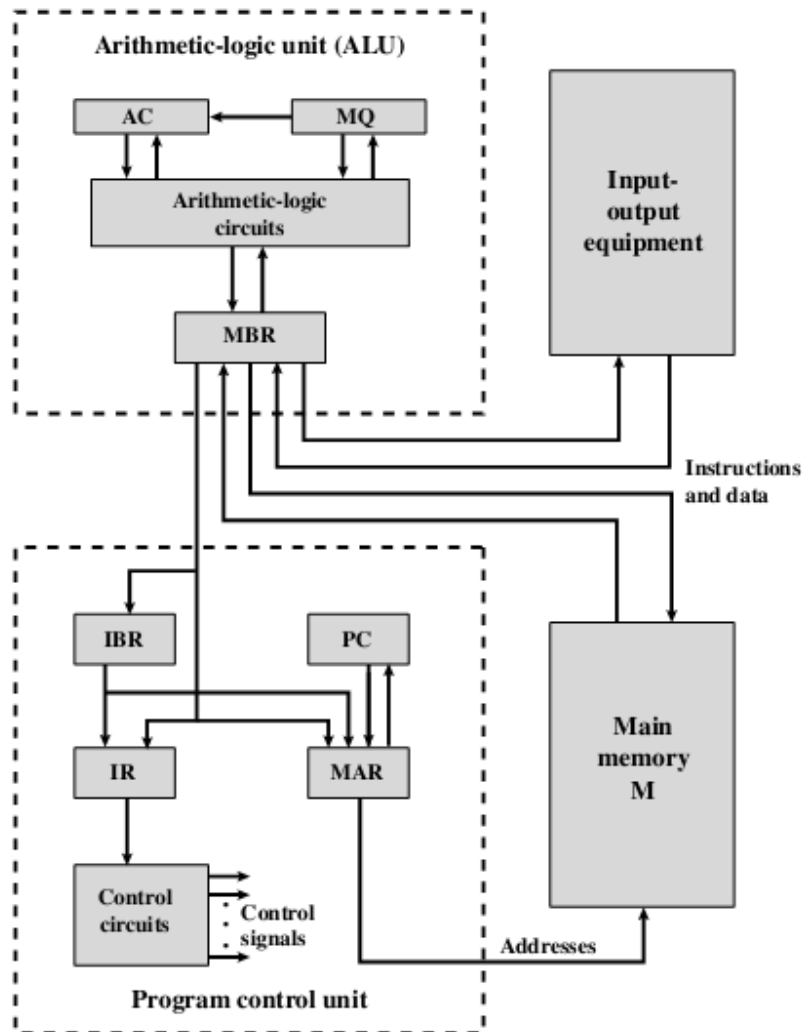 Arithmetic-logic unit (ALU)
AC
MQ
Arithmetic-logic
circuits
MBR
Input-
output
equipment
Instructions
and data
IBR
PC
IR
MAR
Main
memory
M
Control
circuits
Control
signals
Addresses
Program control unit